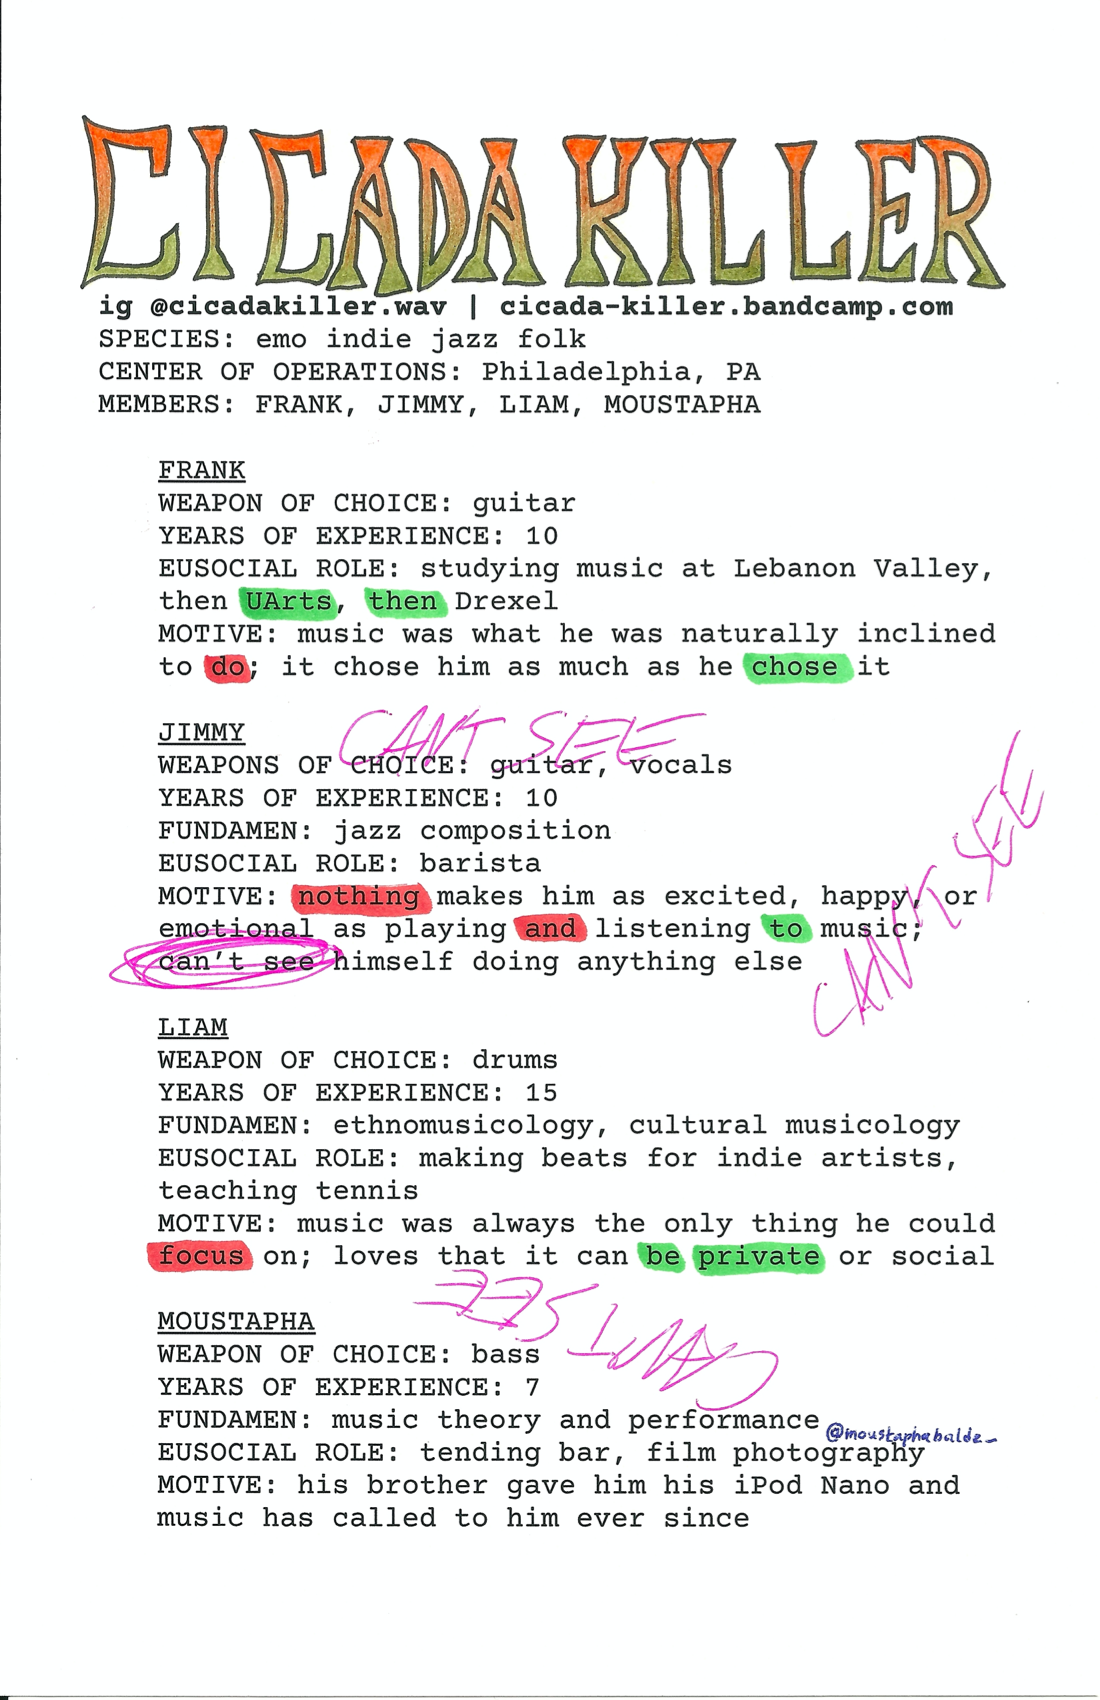 CICADA KILLER
ig @cicadakiller.wav | cicada-killer.bandcamp.com
SPECIES: emo indie jazz folk
CENTER OF OPERATIONS: Philadelphia, PA
MEMBERS: FRANK, JIMMY, LIAM, MOUSTAPHA
FRANK
WEAPON OF CHOICE: guitar
YEARS OF EXPERIENCE: 10
EUSOCIAL ROLE: studying music at Lebanon Valley,
then UArts, then Drexel
MOTIVE: music was what he was naturally inclined
to do; it chose him as much as he chose it
CANT SEE
JIMMY
WEAPONS OF CHOICE: guitar, vocals
YEARS OF EXPERIENCE: 10
FUNDAMEN: jazz composition
EUSOCIAL ROLE: barista
MOTIVE: nothing makes him as excited, happy, or
emotional as playing and listening to music;
can't see himself doing anything else
CAN'T SEE
LIAM
WEAPON OF CHOICE: drums
YEARS OF EXPERIENCE: 15
FUNDAMEN: ethnomusicology, cultural musicology
EUSOCIAL ROLE: making beats for indie artists,
teaching tennis
MOTIVE: music was always the only thing he could
focus on; loves that it can be private or social
CAN'T SEE
MOUSTAPHA
WEAPON OF CHOICE: bass
YEARS OF EXPERIENCE: 7
FUNDAMEN: music theory and performance
@moustaphabalde_
EUSOCIAL ROLE: tending bar, film photography
MOTIVE: his brother gave him his iPod Nano and
music has called to him ever since